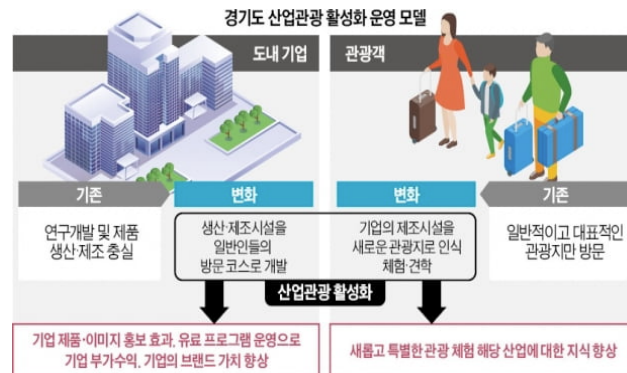 경기도 산업관광 활성화 운영 모델
도내 기업
관광객
기존
변화
변화
기존
연구개발 및 제품
생산·제조 충실
생산·제조시설을
일반인들의
방문 코스로 개발
기업의 제조시설을
새로운 관광지로 인식
체험·견학
일반적이고 대표적인
관광지만 방문
산업관광 활성화
기업 제품·이미지 홍보 효과, 유료 프로그램 운영으로
기업 부가수익, 기업의 브랜드 가치 향상
새롭고 특별한 관광 체험 해당 산업에 대한 지식 향상